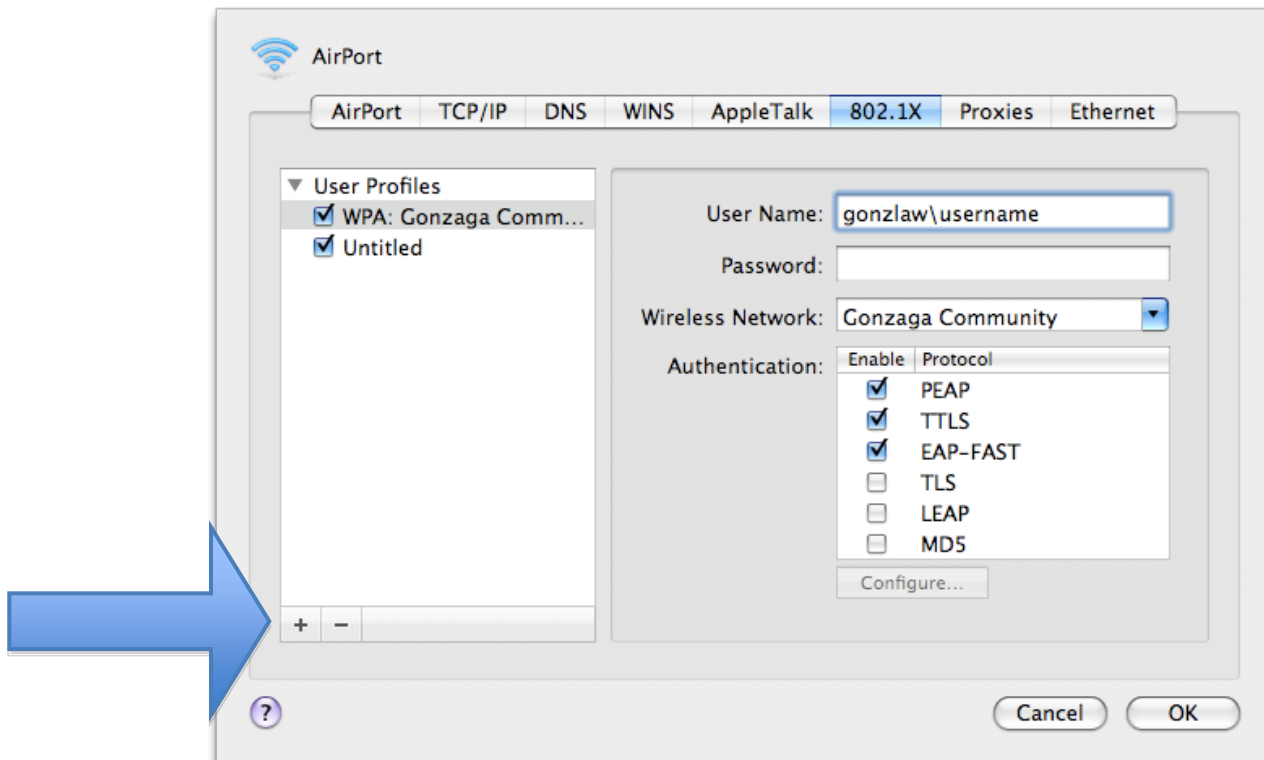 AirPort
AirPort TCP/IP DNS WINS AppleTalk 802.1X Proxies Ethernet
User Profiles
WPA: Gonzaga Comm...
Untitled
User Name: gonzlaw\username
Password:
Wireless Network: Gonzaga Community
Authentication: Enable Protocol
PEAP
TTLS
EAP-FAST
TLS
LEAP
MD5
Configure...
+ −
? Cancel OK